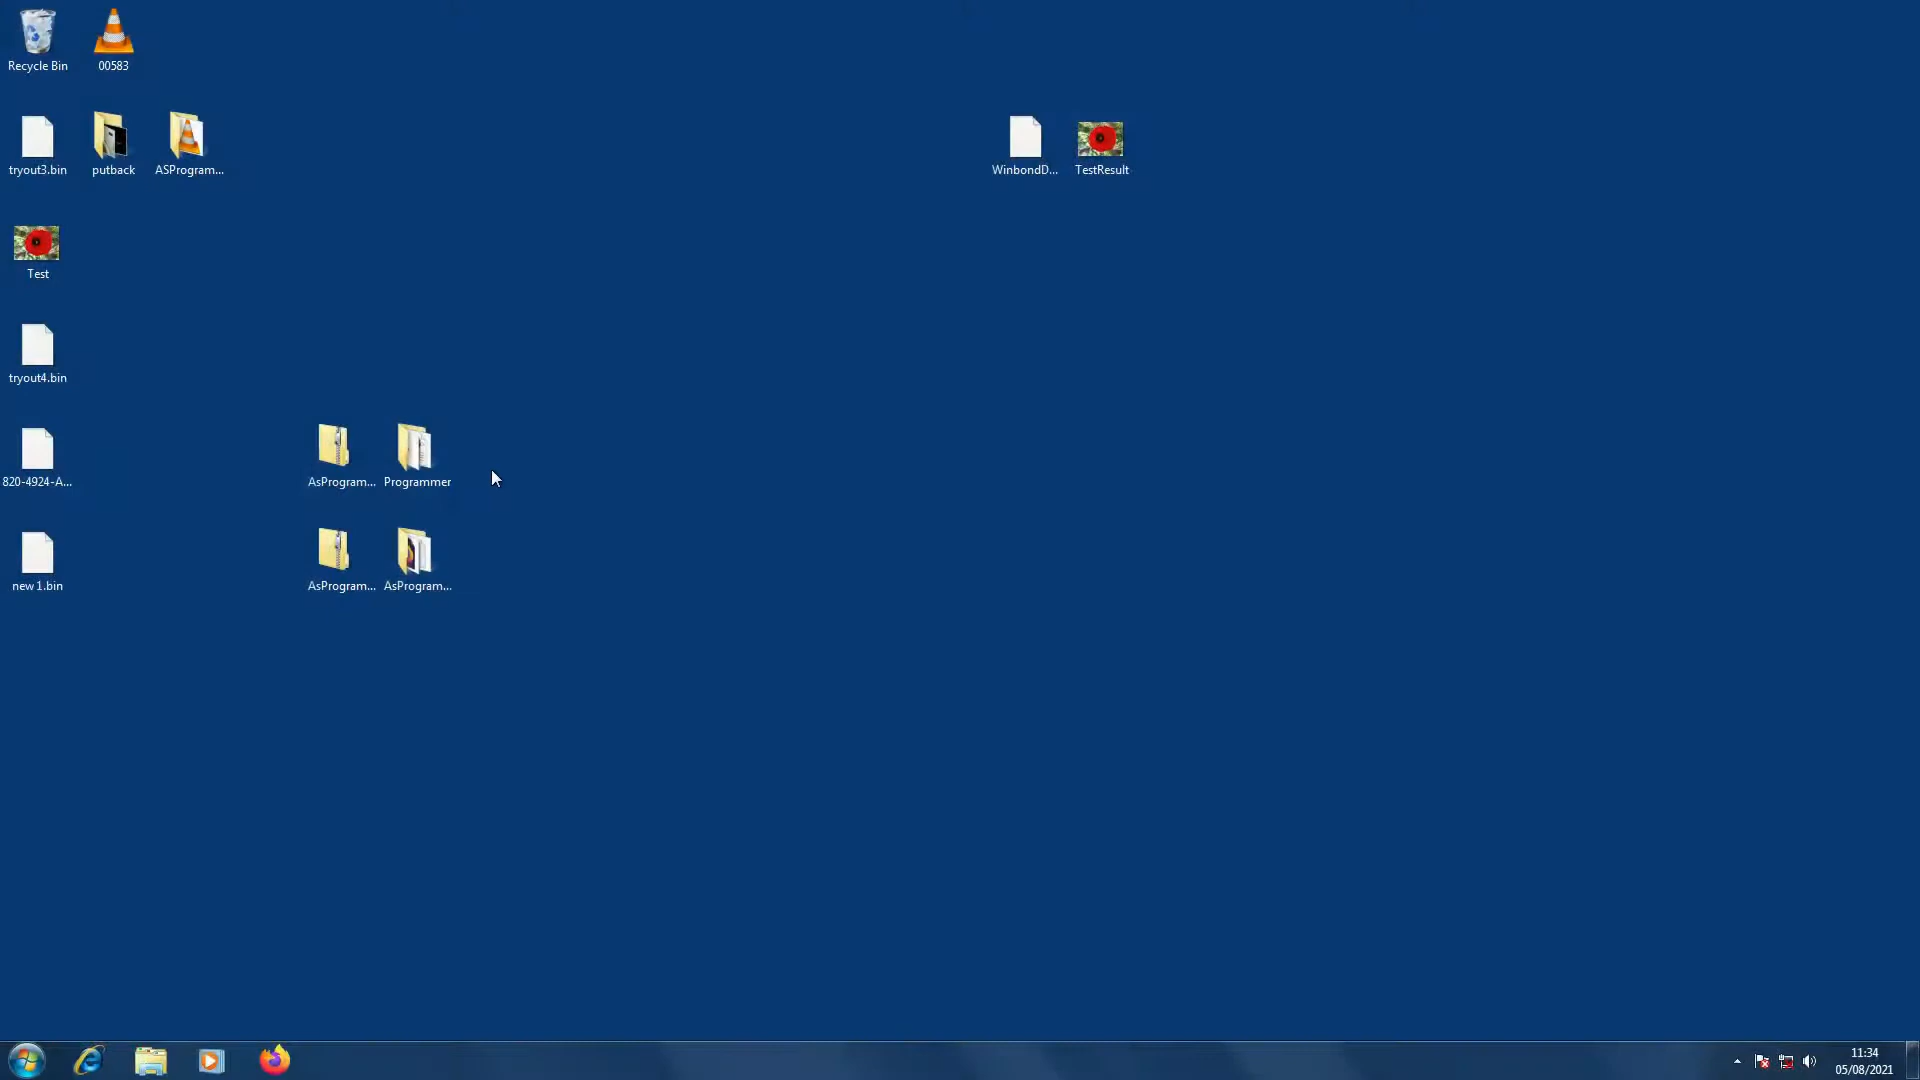 Recycle Bin
00583
tryout3.bin
putback
ASProgram...
WinbondD...
TestResult
Test
tryout4.bin
820-4924-A...
AsProgram...
Programmer
new 1.bin
AsProgram...
AsProgram...
11:34
05/08/2021